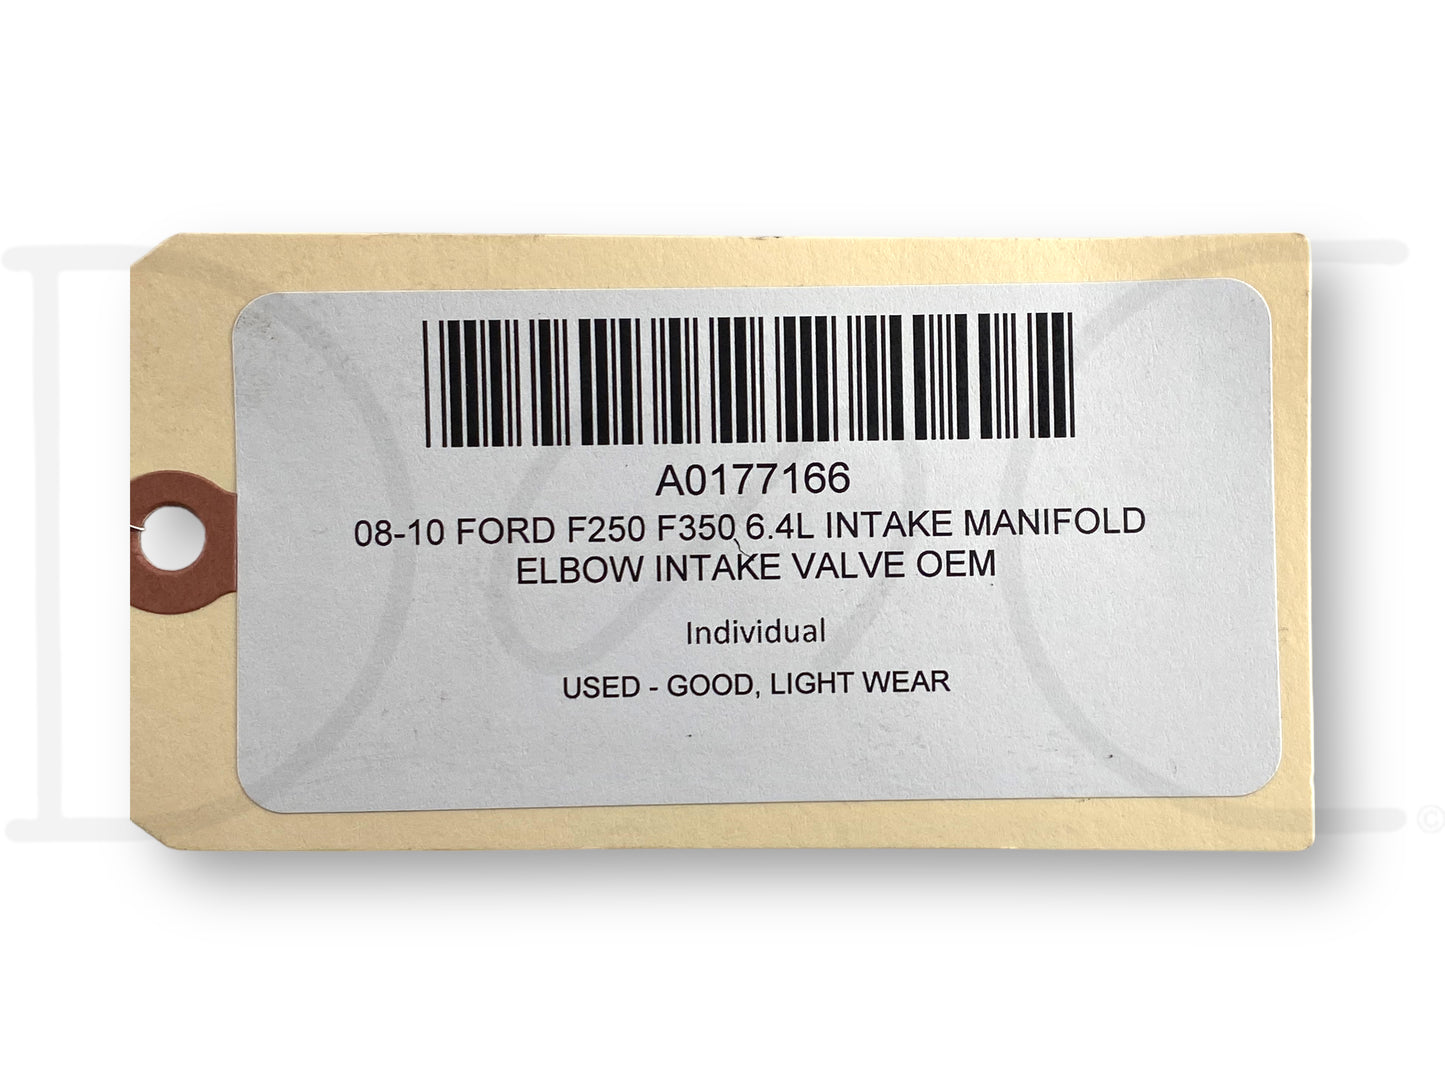 A0177166
08-10 FORD F250 F350 6.4L INTAKE MANIFOLD
ELBOW INTAKE VALVE OEM
Individual
USED - GOOD, LIGHT WEAR
©